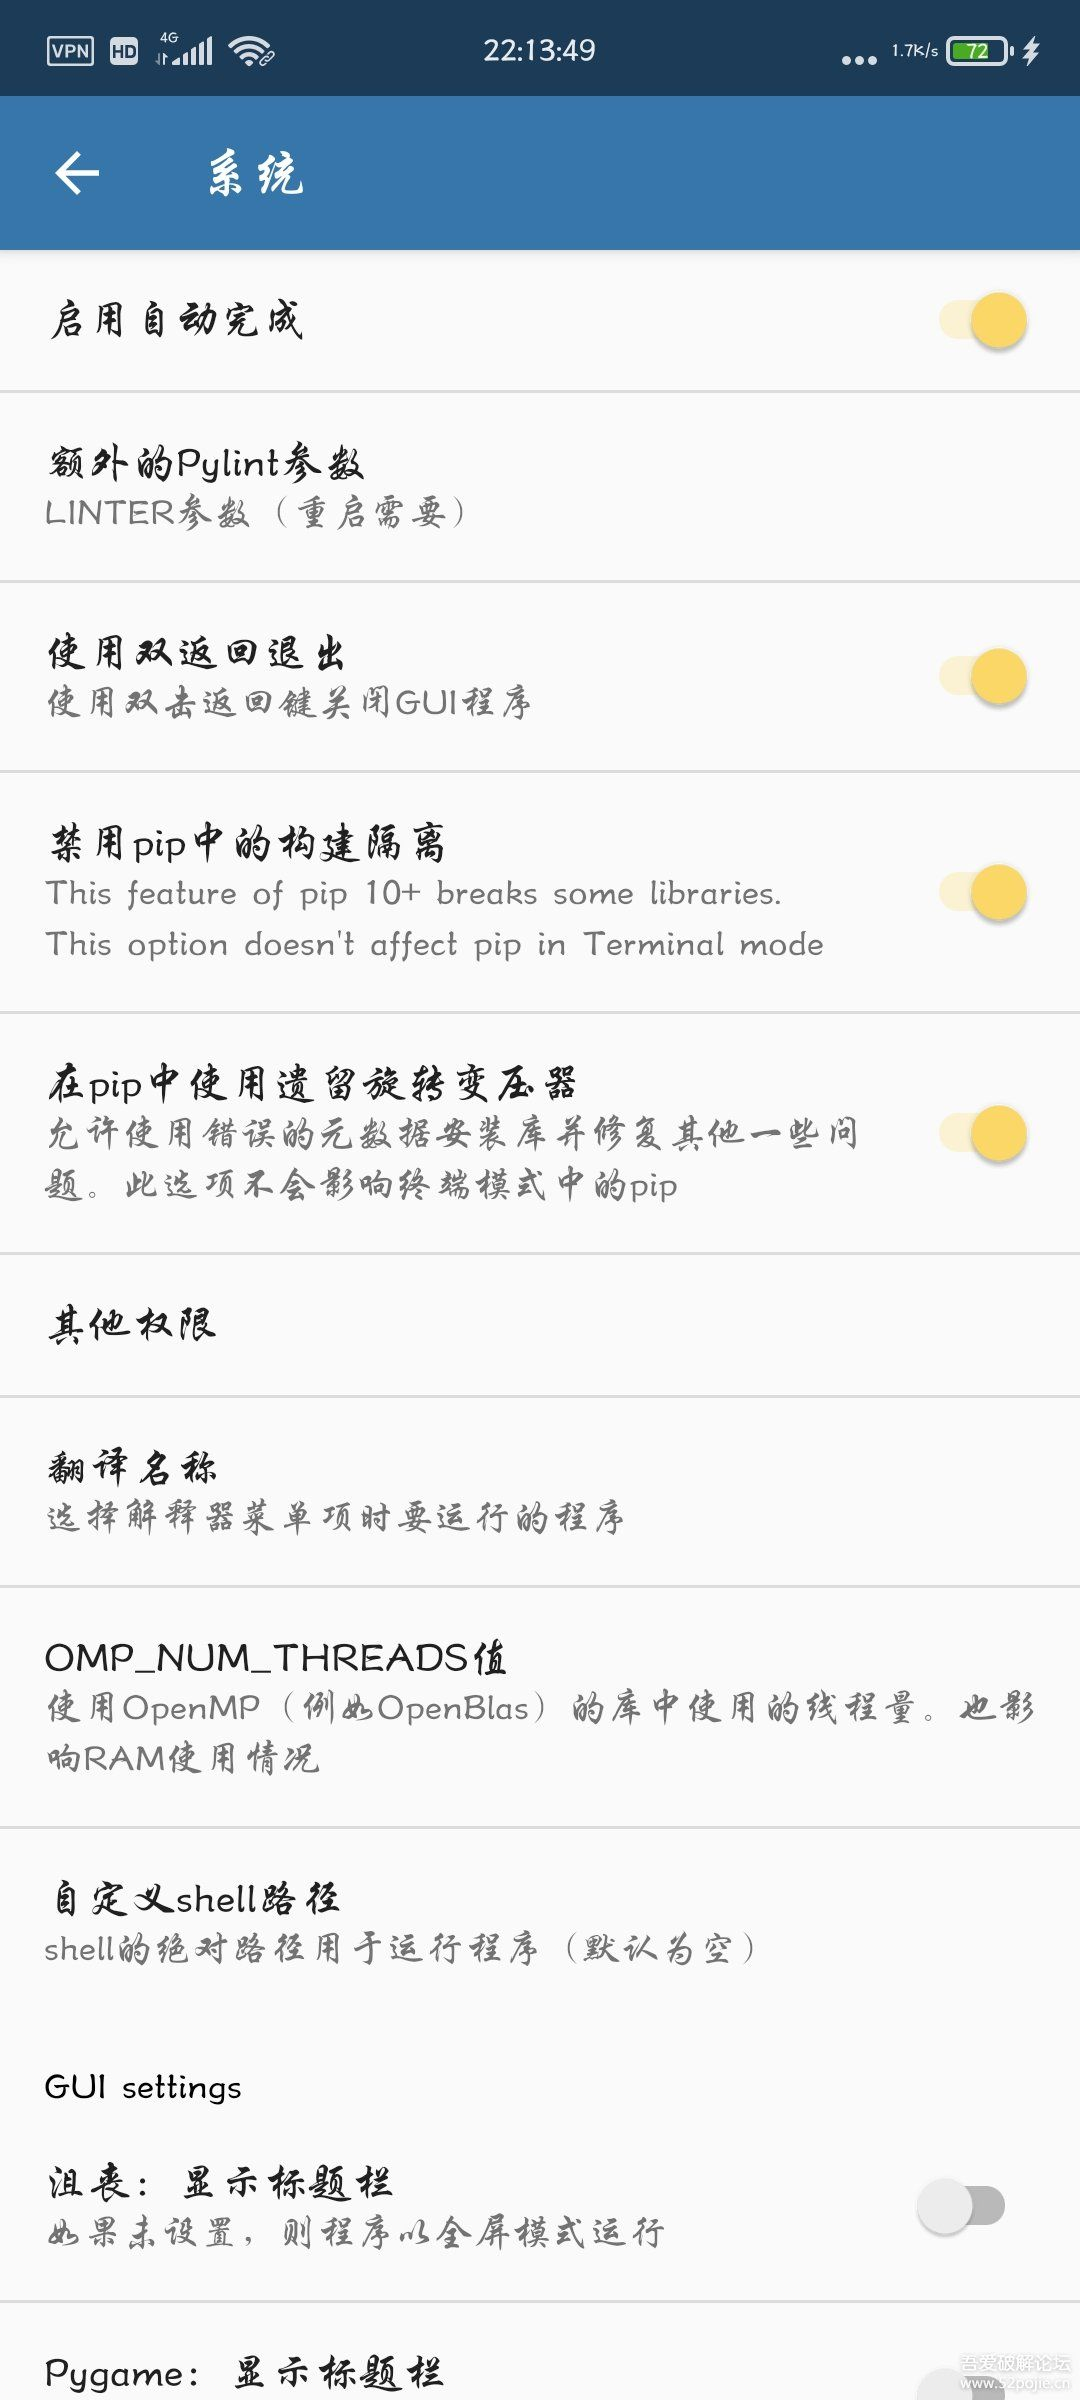 VPN HD 4G 22:13:49 ... 1.7K/s 72
系统
启用自动完成
额外的Pylint参数
LINTER参数（重启需要）
使用双返回退出
使用双击返回键关闭GUI程序
禁用pip中的构建隔离
This feature of pip 10+ breaks some libraries.
This option doesn't affect pip in Terminal mode
在pip中使用遗留旋转变压器
允许使用错误的元数据安装库并修复其他一些问
题。此选项不会影响终端模式中的pip
其他权限
翻译名称
选择解释器菜单项时要运行的程序
OMP_NUM_THREADS值
使用OpenMP（例如OpenBlas）的库中使用的线程量。也影
响RAM使用情况
自定义shell路径
shell的绝对路径用于运行程序（默认为空）
GUI settings
沮丧：显示标题栏
如果未设置，则程序以全屏模式运行
Pygame：显示标题栏
吾爱破解论坛
www.52pojie.cn